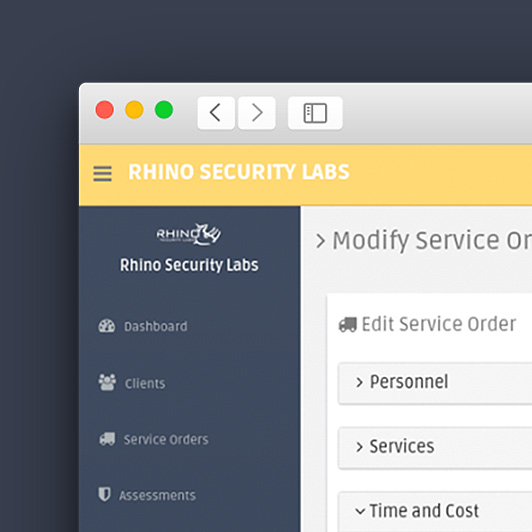 RHINO SECURITY LABS
RHINO
SECURITY LABS
Rhino Security Labs
Dashboard
Clients
Service Orders
Assessments
Modify Service Or
Edit Service Order
Personnel
Services
Time and Cost